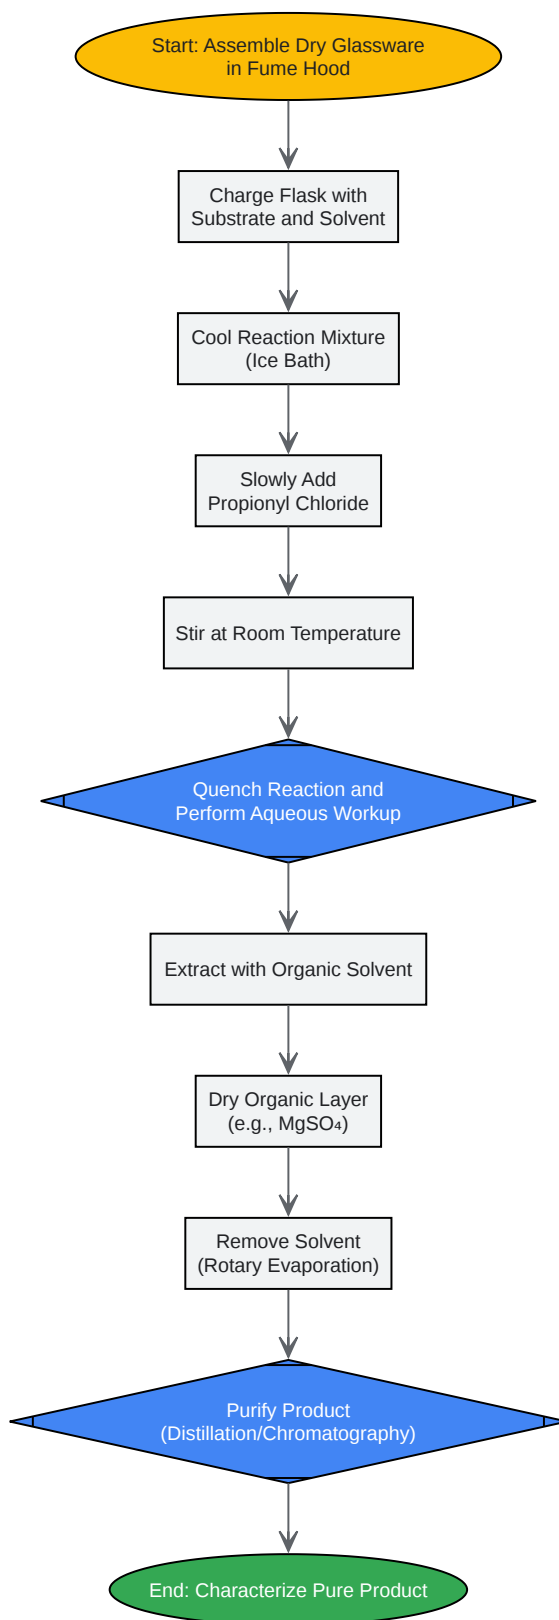 Start: Assemble Dry Glassware
in Fume Hood
Charge Flask with
Substrate and Solvent
Cool Reaction Mixture
(Ice Bath)
Slowly Add
Propionyl Chloride
Stir at Room Temperature
Quench Reaction and
Perform Aqueous Workup
Extract with Organic Solvent
Dry Organic Layer
(e.g., MgSO₄)
Remove Solvent
(Rotary Evaporation)
Purify Product
(Distillation/Chromatography)
End: Characterize Pure Product